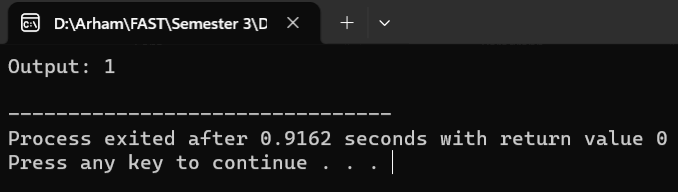 D:\Arham\FAST\Semester 3\D
Output: 1
--------------------------------
Process exited after 0.9162 seconds with return value 0
Press any key to continue . . .